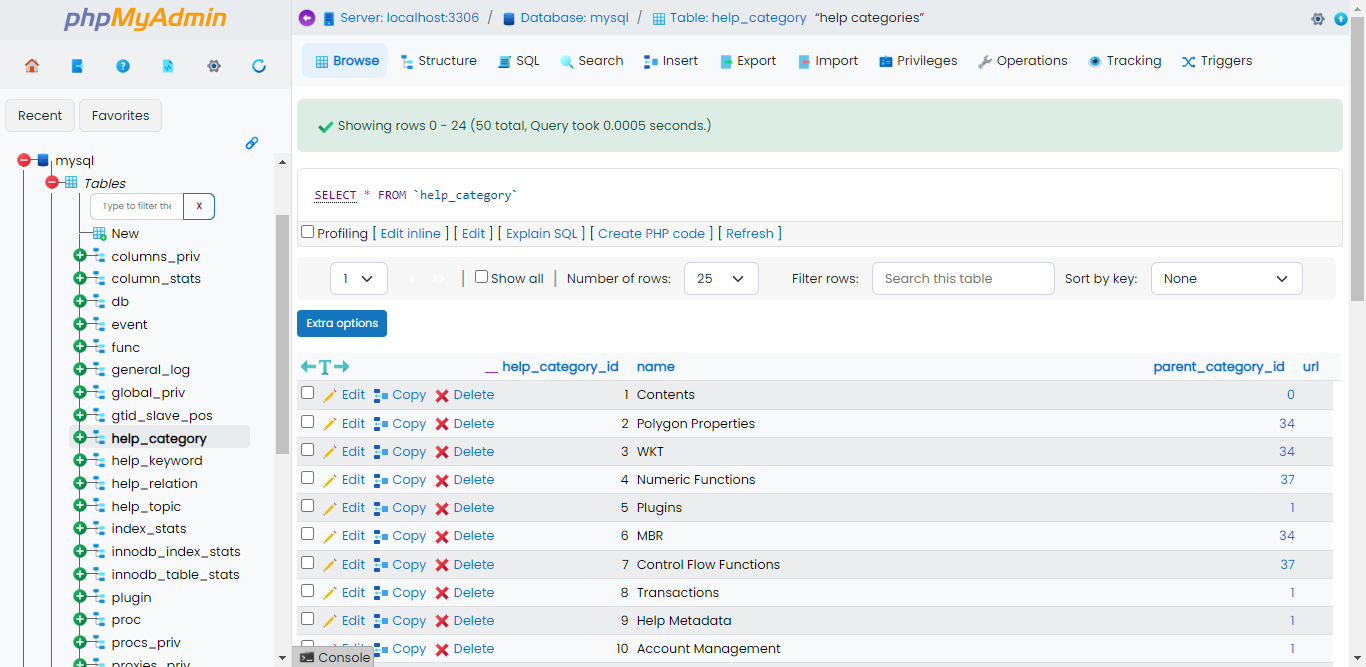 phpMyAdmin
Recent
Favorites
mysql
Tables
Type to filter the
X
New
columns_priv
column_stats
db
event
func
general_log
global_priv
gtid_slave_pos
help_category
help_keyword
help_relation
help_topic
index_stats
innodb_index_stats
innodb_table_stats
plugin
proc
procs_priv
proxies_priv
Server: localhost:3306 / Database: mysql / Table: help_category “help categories”
Browse Structure SQL Search Insert Export Import Privileges Operations Tracking Triggers
Showing rows 0 - 24 (50 total, Query took 0.0005 seconds.)
SELECT * FROM `help_category`
Profiling [ Edit inline ] [ Edit ] [ Explain SQL ] [ Create PHP code ] [ Refresh ]
1 | Show all | Number of rows: 25 Filter rows: Search this table Sort by key: None
Extra options
←T→ help_category_id name parent_category_id url
Edit Copy Delete 1 Contents 0
Edit Copy Delete 2 Polygon Properties 34
Edit Copy Delete 3 WKT 34
Edit Copy Delete 4 Numeric Functions 37
Edit Copy Delete 5 Plugins 1
Edit Copy Delete 6 MBR 34
Edit Copy Delete 7 Control Flow Functions 37
Edit Copy Delete 8 Transactions 1
Edit Copy Delete 9 Help Metadata 1
Edit Copy Delete 10 Account Management 1
Console